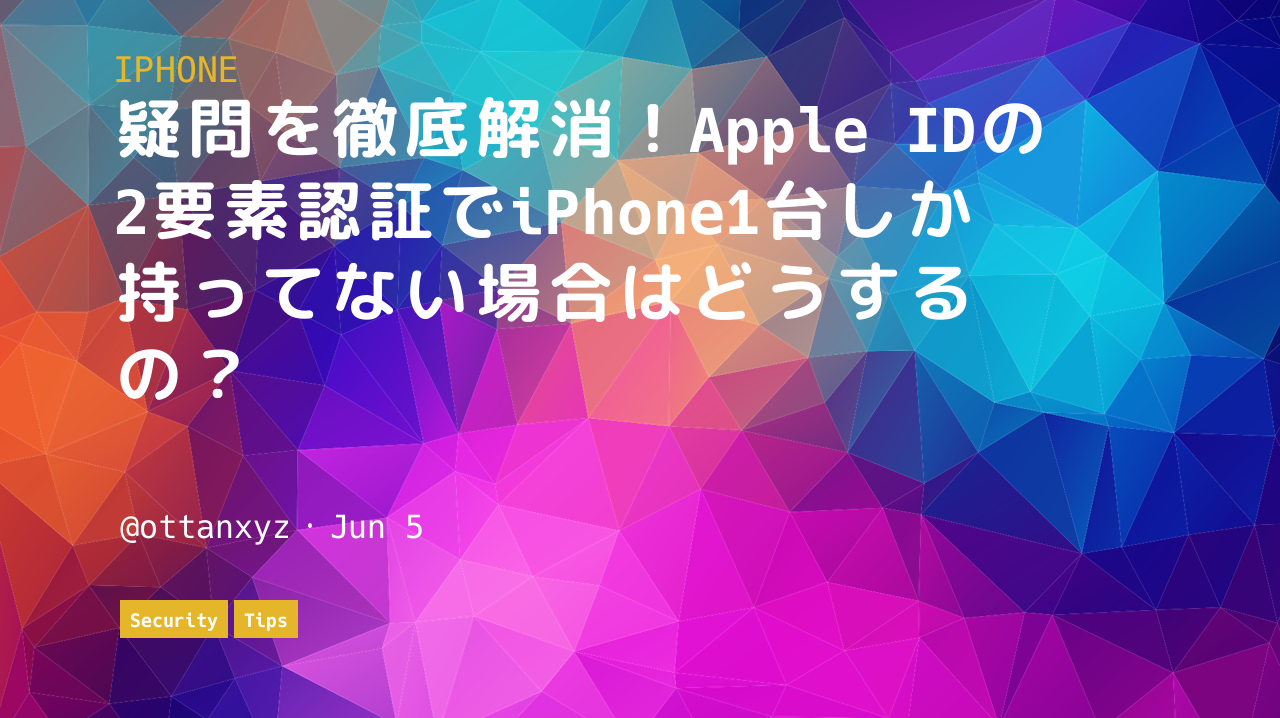 IPHONE
疑問を徹底解消！Apple IDの
2要素認証でiPhone1台しか
持ってない場合はどうする
の？
@ottanxyz · Jun 5
Security Tips